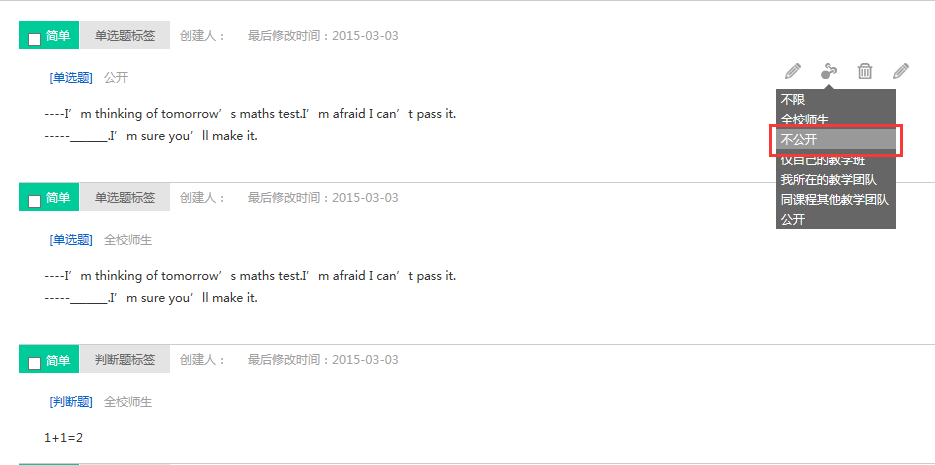 简单 单选题标签 创建人： 最后修改时间：2015-03-03
[单选题] 公开
----I’m thinking of tomorrow’s maths test.I’m afraid I can’t pass it.
-----______.I’m sure you’ll make it.
不限
全校师生
不公开
仅自己的教学班
我所在的教学团队
同课程其他教学团队
公开
简单 单选题标签 创建人： 最后修改时间：2015-03-03
[单选题] 全校师生
----I’m thinking of tomorrow’s maths test.I’m afraid I can’t pass it.
-----______.I’m sure you’ll make it.
简单 判断题标签 创建人： 最后修改时间：2015-03-03
[判断题] 全校师生
1+1=2